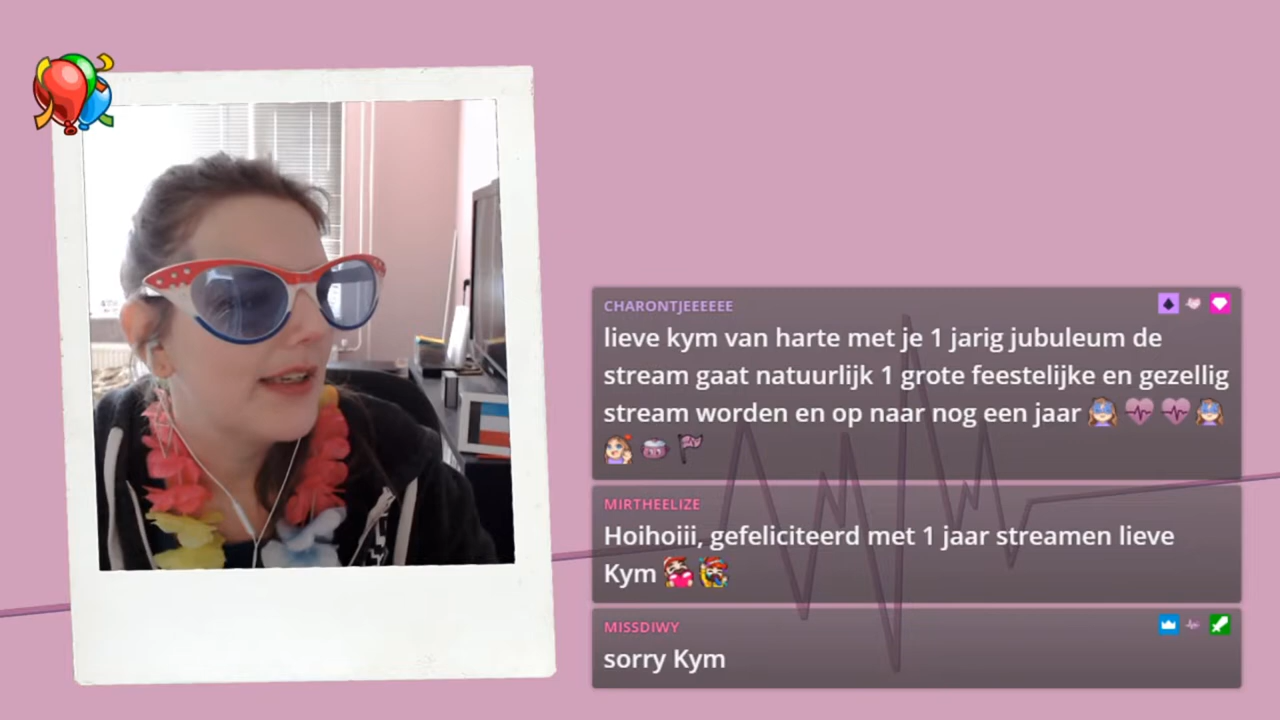 CHARONTJEEEEEE
lieve kym van harte met je 1 jarig jubuleum de
stream gaat natuurlijk 1 grote feestelijke en gezellig
stream worden en op naar nog een jaar
MIRTHEELIZE
Hoihoiii, gefeliciteerd met 1 jaar streamen lieve
Kym
MISSDIWY
sorry Kym